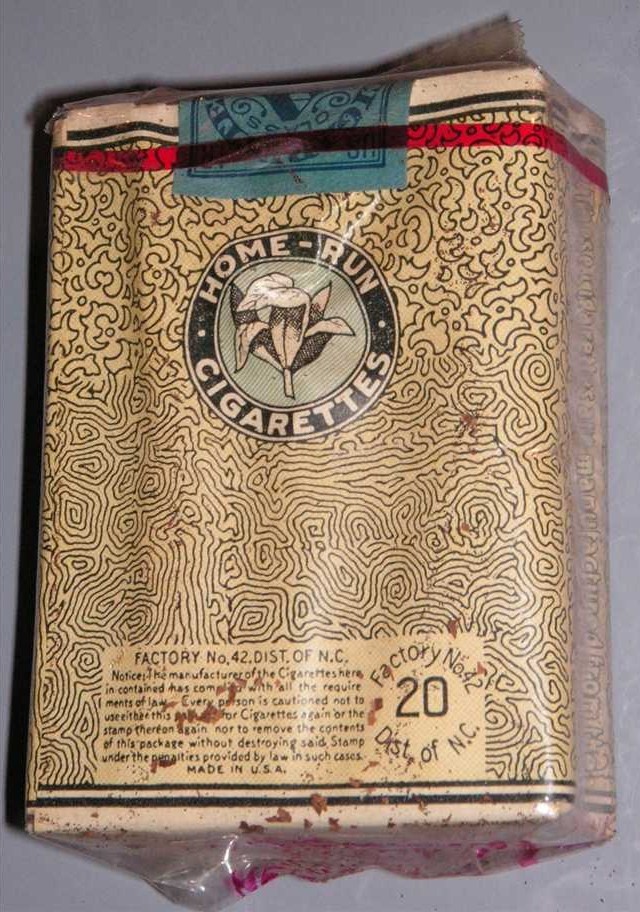 CLASS A
U.S.
HOME-RUN
CIGARETTES
FACTORY No. 42. DIST. OF N.C.
Notice: The manufacturer of the Cigarettes here
in contained has com with all the require
ments of law. Every person is cautioned not to
use either this for Cigarettes again or the
stamp thereon again nor to remove the contents
of this package without destroying said Stamp
under the penalties provided by law in such cases.
MADE IN U.S.A.
Factory No. 42
20
Dist. of N.C.